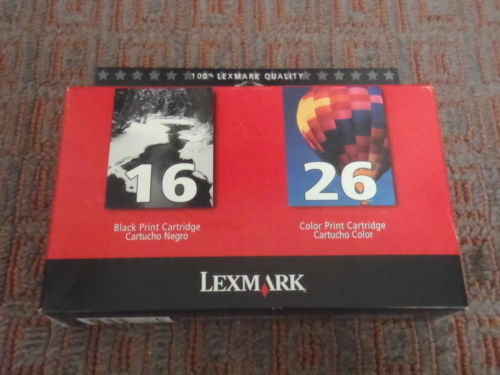 100% LEXMARK QUALITY
16
Black Print Cartridge
Cartucho Negro
26
Color Print Cartridge
Cartucho Color
LEXMARK